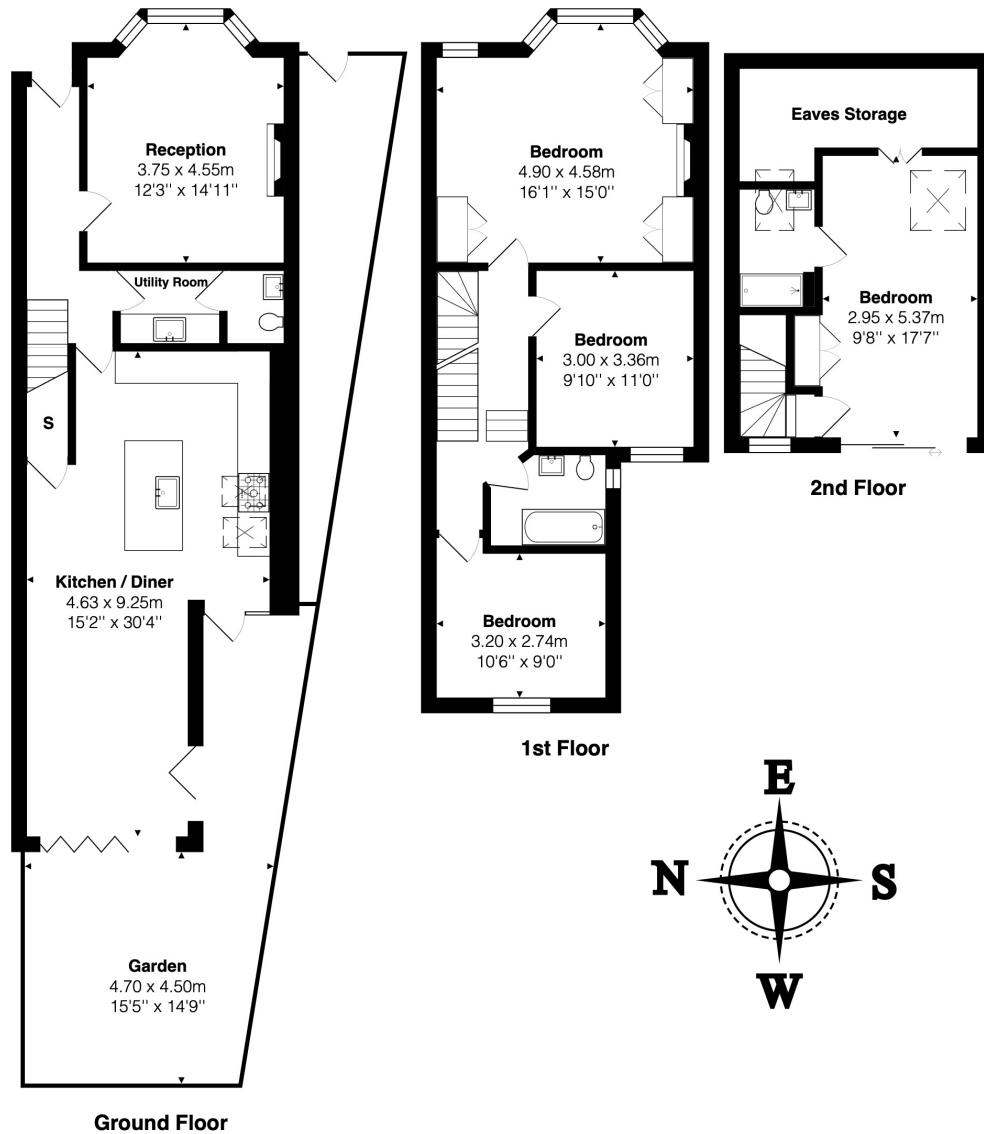 Reception
3.75 x 4.55m
12'3'' x 14'11''
Utility Room
S
Kitchen / Diner
4.63 x 9.25m
15'2'' x 30'4''
Garden
4.70 x 4.50m
15'5'' x 14'9''
Ground Floor
Bedroom
4.90 x 4.58m
16'1'' x 15'0''
Bedroom
3.00 x 3.36m
9'10'' x 11'0''
Bedroom
3.20 x 2.74m
10'6'' x 9'0''
1st Floor
Eaves Storage
Bedroom
2.95 x 5.37m
9'8'' x 17'7''
2nd Floor
E
N
S
W